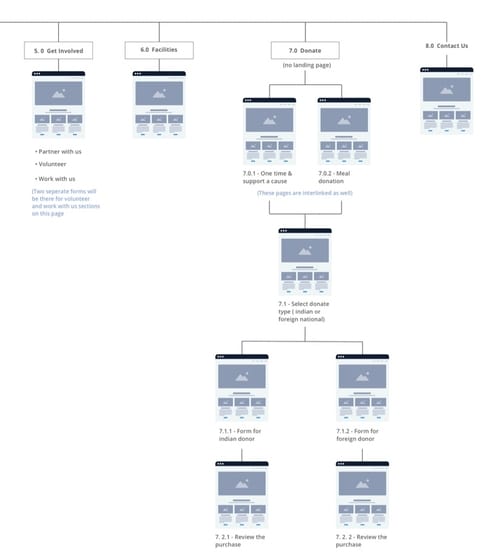 5. 0 Get Involved
6.0 Facilities
7.0 Donate
8.0 Contact Us
(no landing page)
• Partner with us
• Volunteer
• Work with us
(Two seperate forms will
be there for volunteer
and work with us sections
on this page
7.0.1 - One time &
support a cause
7.0.2 - Meal
donation
(These pages are interlinked as well)
7.1 - Select donate
type ( indian or
foreign national)
7.1.1 - Form for
indian donor
7.1.2 - Form for
foreign donor
7. 2.1 - Review the
purchase
7. 2. 2 - Review the
purchase